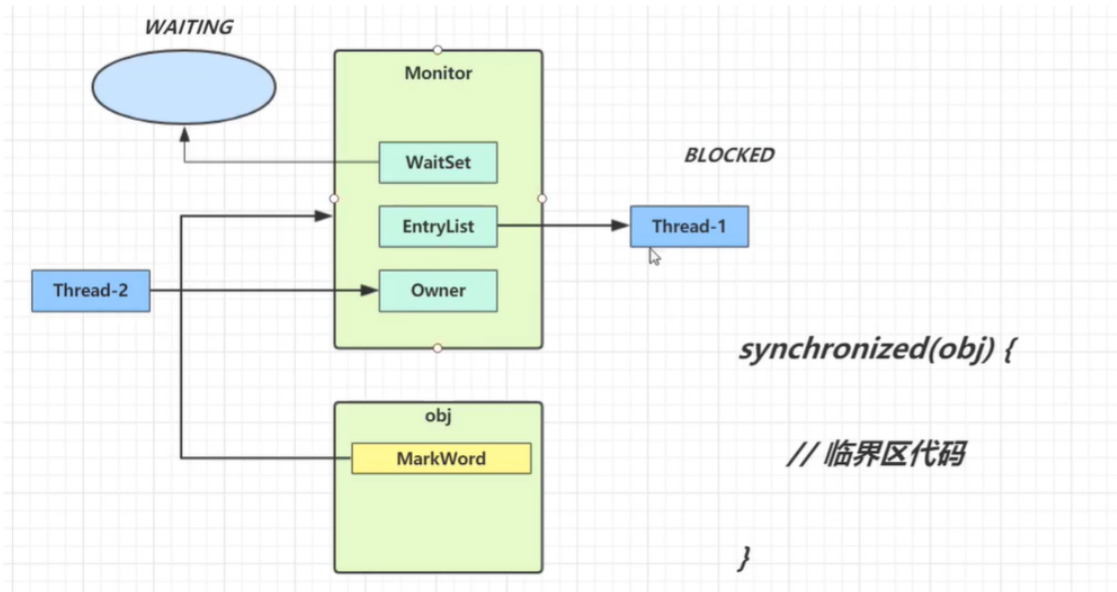 WAITING
Monitor
WaitSet
BLOCKED
EntryList
Thread-1
Thread-2
Owner
synchronized(obj) {
obj
MarkWord
// 临界区代码
}